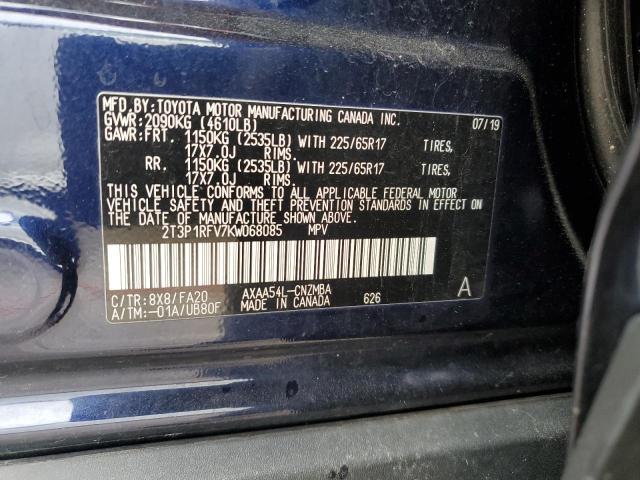 MFD.BY:TOYOTA MOTOR MANUFACTURING CANADA INC. 07/19
GVWR:2090KG (4610LB)
GAWR:FRT. 1150KG (2535LB) WITH 225/65R17 TIRES,
17X7.0J RIMS.
RR. 1150KG (2535LB) WITH 225/65R17 TIRES,
17X7.0J RIMS.
THIS VEHICLE CONFORMS TO ALL APPLICABLE FEDERAL MOTOR
VEHICLE SAFETY AND THEFT PREVENTION STANDARDS IN EFFECT ON
THE DATE OF MANUFACTURE SHOWN ABOVE.
2T3P1RFV7KW068085 MPV
C/TR:8X8/FA20 AXAA54L-CNZMBA A
A/TM:-01A/UB80F MADE IN CANADA 626